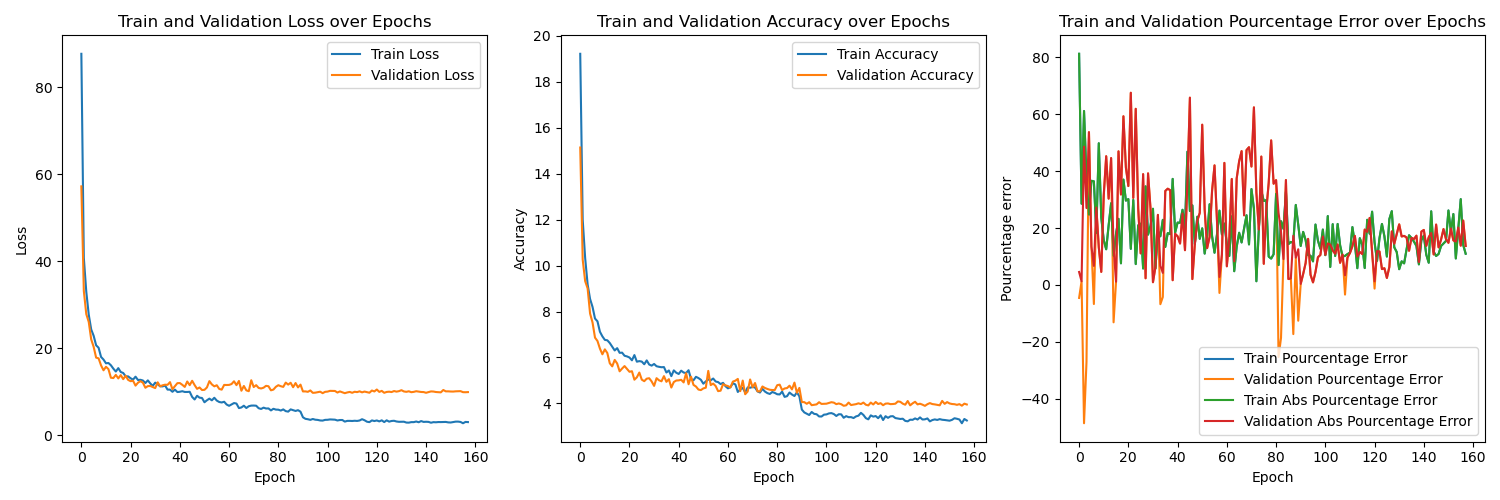 Train and Validation Loss over Epochs
Train Loss
Validation Loss
80
60
40
20
0
Loss
0 20 40 60 80 100 120 140 160
Epoch
Train and Validation Accuracy over Epochs
Train Accuracy
Validation Accuracy
20
18
16
14
12
10
8
6
4
Accuracy
0 20 40 60 80 100 120 140 160
Epoch
Train and Validation Pourcentage Error over Epochs
80
60
40
20
0
−20
−40
Pourcentage error
Train Pourcentage Error
Validation Pourcentage Error
Train Abs Pourcentage Error
Validation Abs Pourcentage Error
0 20 40 60 80 100 120 140 160
Epoch